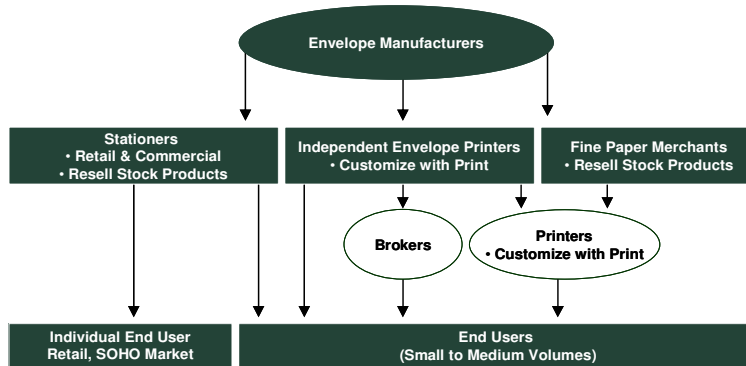 Envelope Manufacturers
Stationers
• Retail & Commercial
• Resell Stock Products
Independent Envelope Printers
• Customize with Print
Fine Paper Merchants
• Resell Stock Products
Brokers
Printers
• Customize with Print
Individual End User
Retail, SOHO Market
End Users
(Small to Medium Volumes)